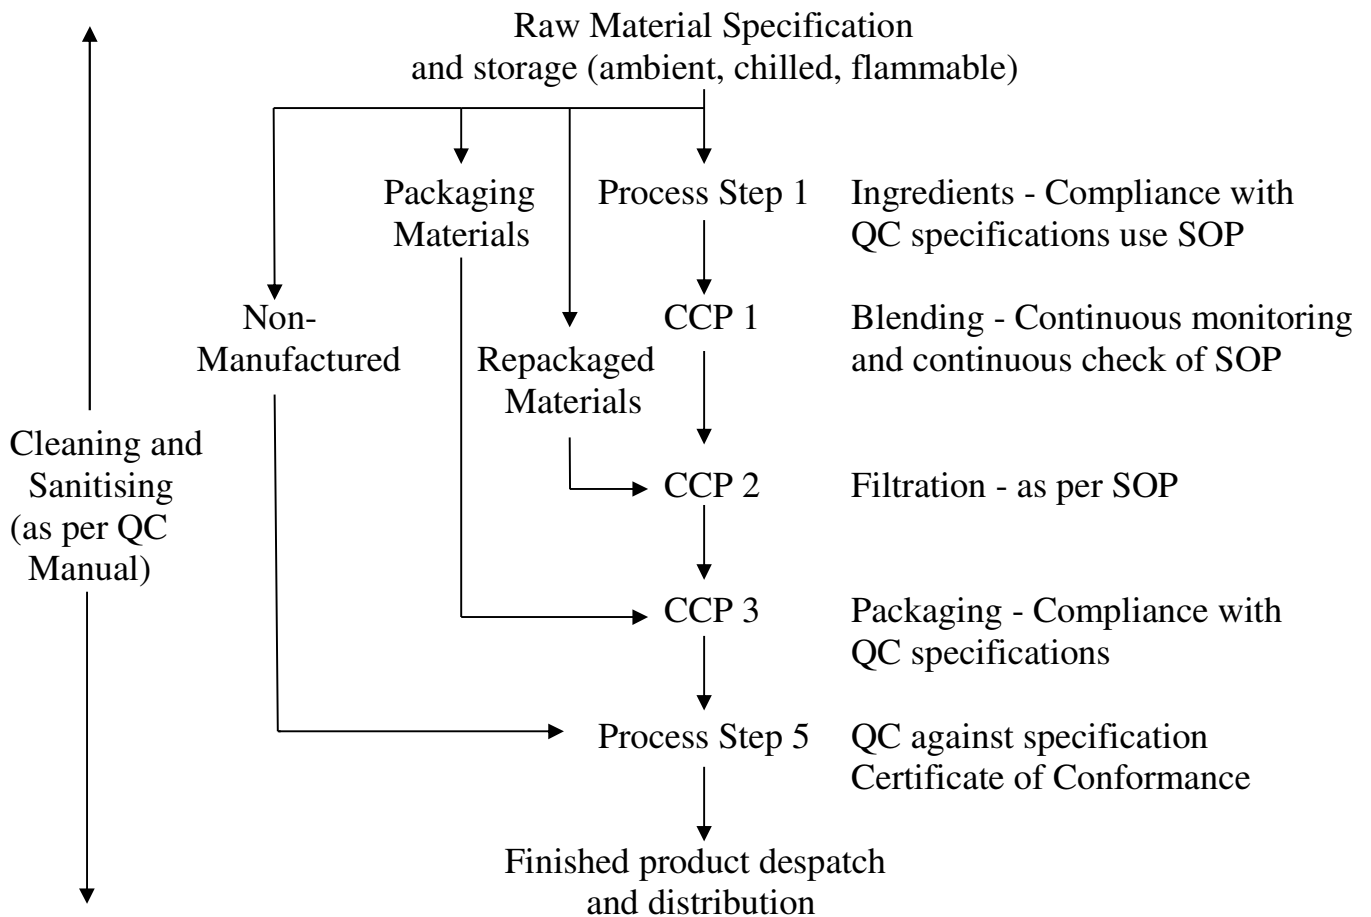 Raw Material Specification
and storage (ambient, chilled, flammable)
Packaging
Materials
Process Step 1
Ingredients - Compliance with
QC specifications use SOP
Non-
Manufactured
Repackaged
Materials
CCP 1
Blending - Continuous monitoring
and continuous check of SOP
Cleaning and
Sanitising
(as per QC
Manual)
CCP 2
Filtration - as per SOP
CCP 3
Packaging - Compliance with
QC specifications
Process Step 5
QC against specification
Certificate of Conformance
Finished product despatch
and distribution